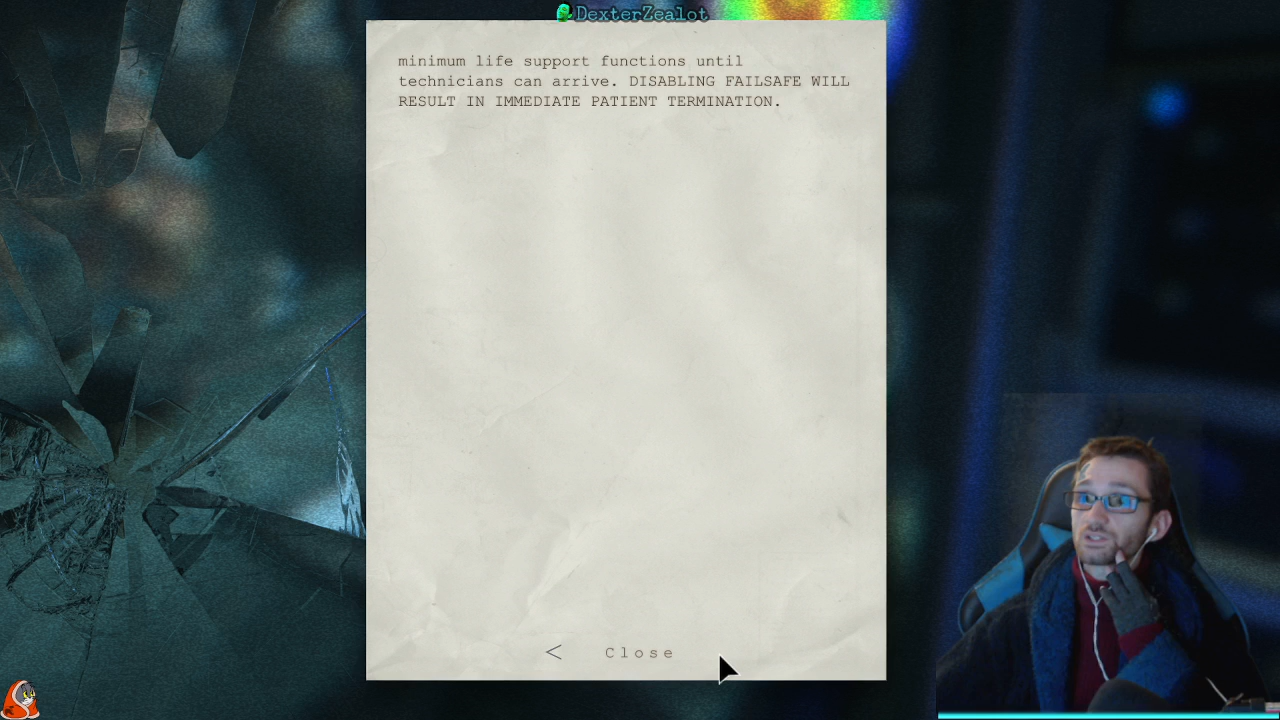 DexterZealot
minimum life support functions until
technicians can arrive. DISABLING FAILSAFE WILL
RESULT IN IMMEDIATE PATIENT TERMINATION.
< Close